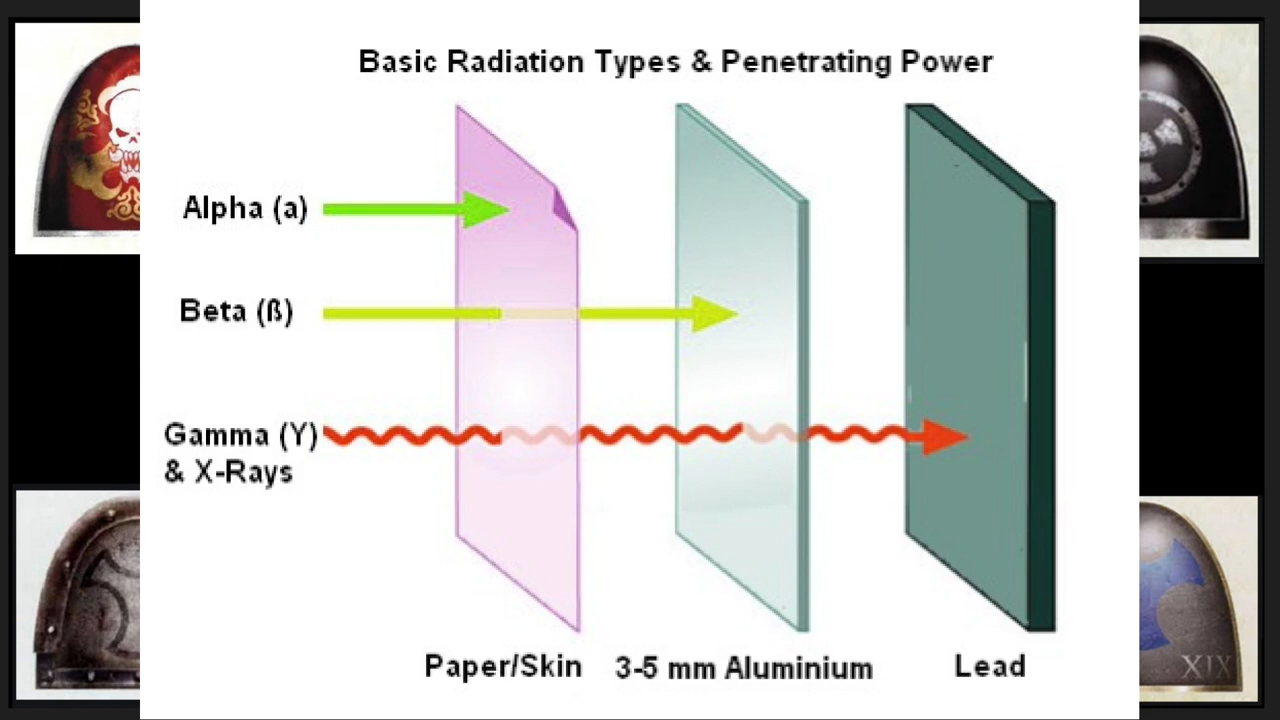 Basic Radiation Types & Penetrating Power
Alpha (a)
Beta (ß)
Gamma (Y)
& X-Rays
Paper/Skin
3-5 mm Aluminium
Lead
XIX